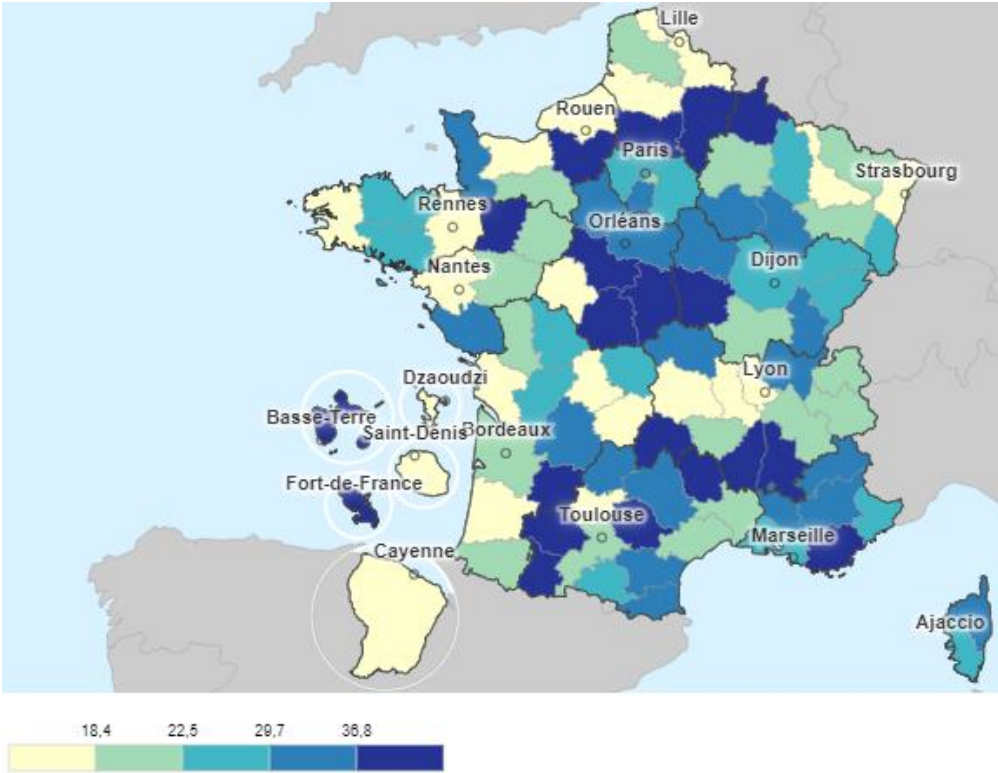 Lille
Rouen
Paris
Strasbourg
Rennes
Orléans
Nantes
Dijon
Dzaoudzi
Lyon
Basse-Terre
Saint-Denis
Bordeaux
Fort-de-France
Toulouse
Marseille
Cayenne
Ajaccio
18,4 22,5 29,7 38,8